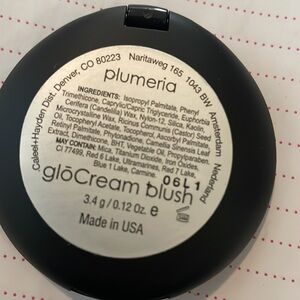 Caleel+Hayden Dist. Denver, CO 80223 Naritaweg 165 1043 BW Amsterdam Nederland
plumeria
INGREDIENTS: Isopropyl Palmitate, Phenyl
Trimethicone, Caprylic/Capric Triglyceride, Euphorbia
Cerifera (Candelilla) Wax, Nylon-12, Silica, Kaolin,
Microcrystalline Wax, Ricinus Communis (Castor) Seed
Oil, Tocopheryl Acetate, Tocopherol, Ascorbyl Palmitate,
Retinyl Palmitate, Phytonadione, Camellia Sinensis Leaf
Extract, Dimethicone, BHT, Vegetable Oil, Propylparaben.
MAY CONTAIN: Mica, Titanium Dioxide, Iron Oxides,
CI 77499, Red 6 Lake, Ultramarines, Red 7 Lake,
Blue 1 Lake, Carmine.
06L1
glōCream blush
3.4 g / 0.12 Oz. e
Made in USA